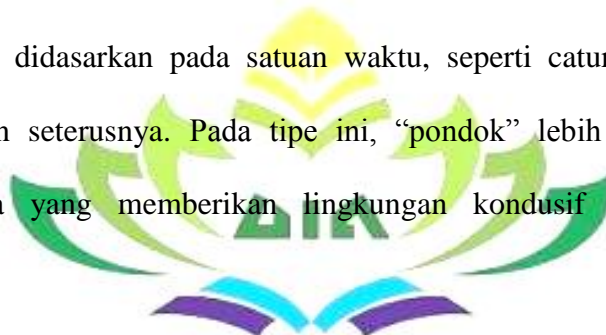 didasarkan pada satuan waktu, seperti catur
seterusnya. Pada tipe ini, “pondok” lebih
yang memberikan lingkungan kondusif